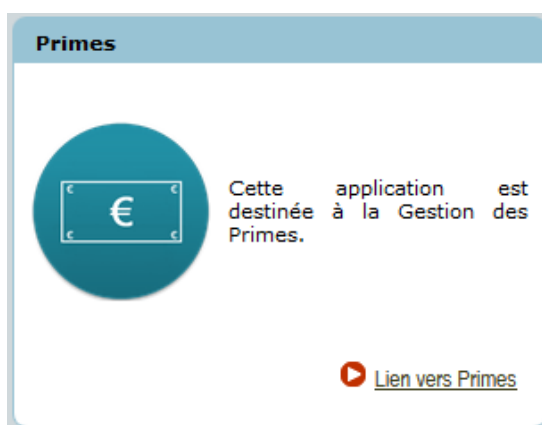 Primes
€ €
€
€ €
Cette application est
destinée à la Gestion des
Primes.
Lien vers Primes